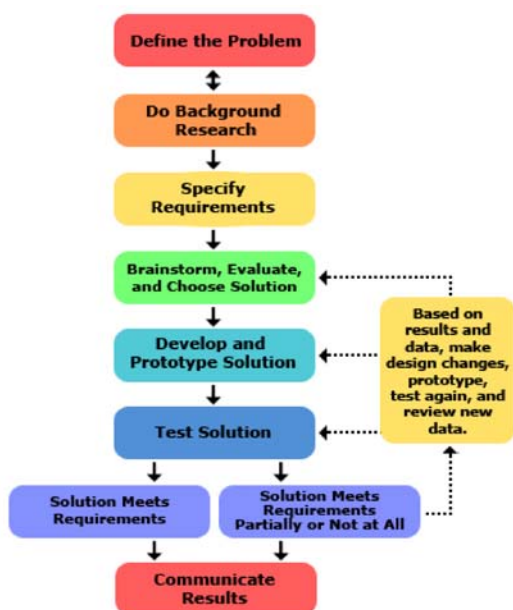 Define the Problem
Do Background
Research
Specify
Requirements
Brainstorm, Evaluate,
and Choose Solution
Develop and
Prototype Solution
Based on
results and
data, make
design changes,
prototype,
test again, and
review new
data.
Test Solution
Solution Meets
Requirements
Solution Meets
Requirements
Partially or Not at All
Communicate
Results